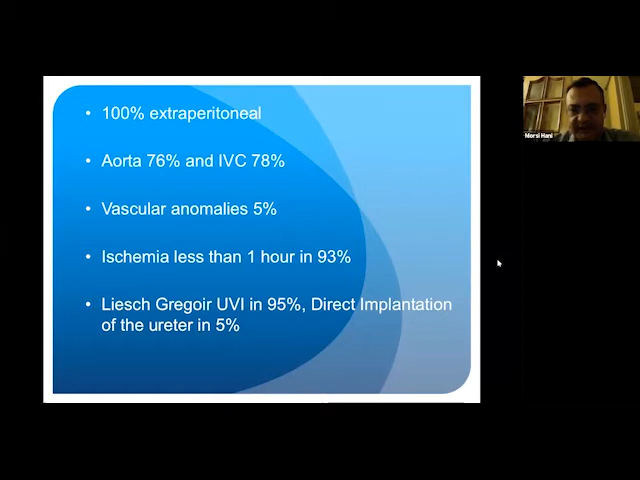 • 100% extraperitoneal
• Aorta 76% and IVC 78%
• Vascular anomalies 5%
• Ischemia less than 1 hour in 93%
• Liesch Gregoir UVI in 95%, Direct Implantation
of the ureter in 5%
Morsi Hani